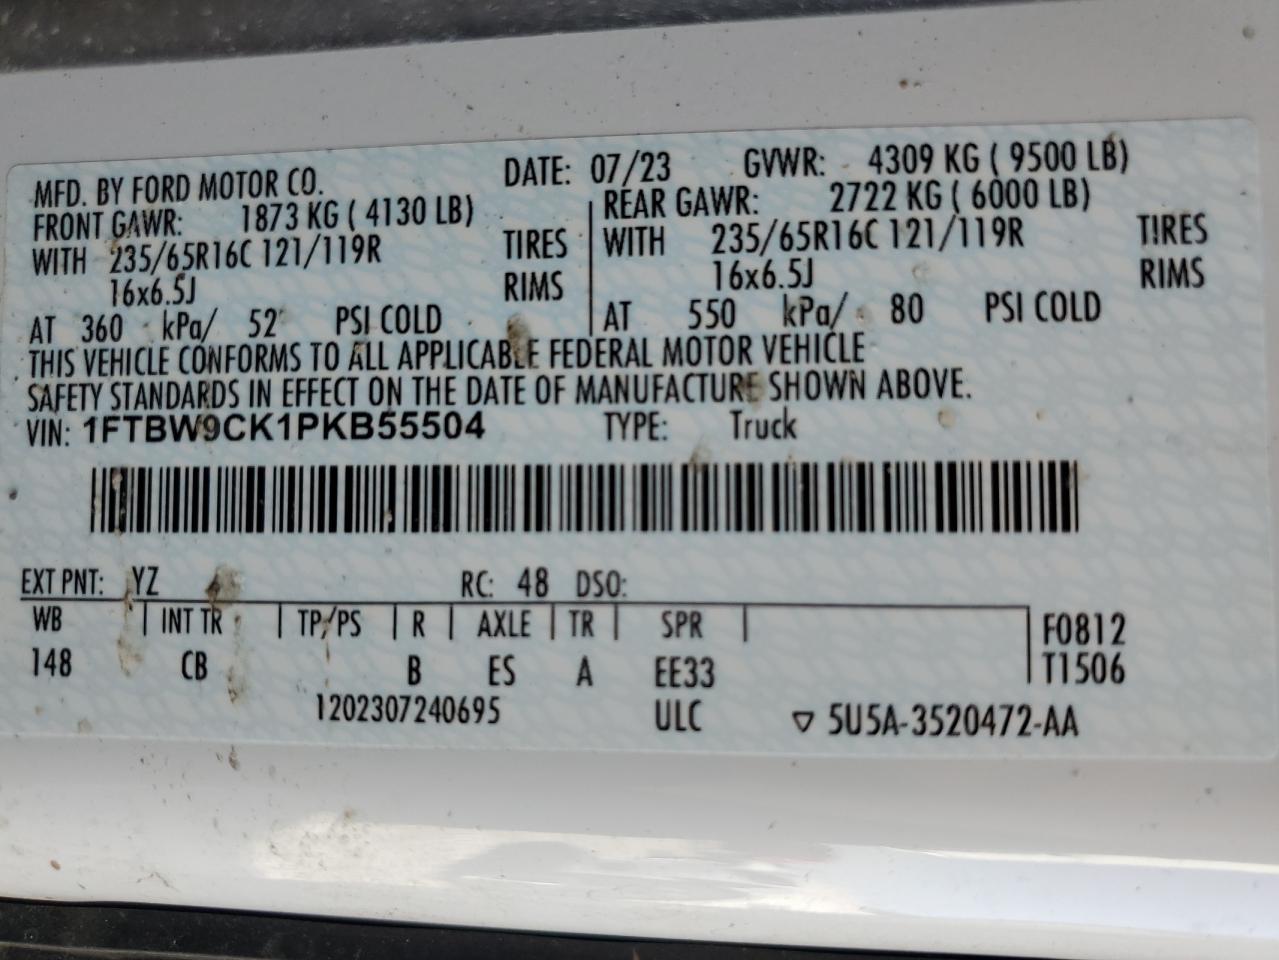 MFD. BY FORD MOTOR CO. DATE: 07/23 GVWR: 4309 KG ( 9500 LB)
FRONT GAWR: 1873 KG ( 4130 LB) REAR GAWR: 2722 KG ( 6000 LB)
WITH 235/65R16C 121/119R TIRES WITH 235/65R16C 121/119R TIRES
16x6.5J RIMS 16x6.5J RIMS
AT 360 kPa/ 52 PSI COLD AT 550 kPa/ 80 PSI COLD
THIS VEHICLE CONFORMS TO ALL APPLICABLE FEDERAL MOTOR VEHICLE
SAFETY STANDARDS IN EFFECT ON THE DATE OF MANUFACTURE SHOWN ABOVE.
VIN: 1FTBW9CK1PKB55504 TYPE: Truck
EXT PNT: YZ RC: 48 DSO:
WB INT TR TP/PS R AXLE TR SPR F0812
148 CB B ES A EE33 T1506
1202307240695 ULC ▽ 5U5A-3520472-AA